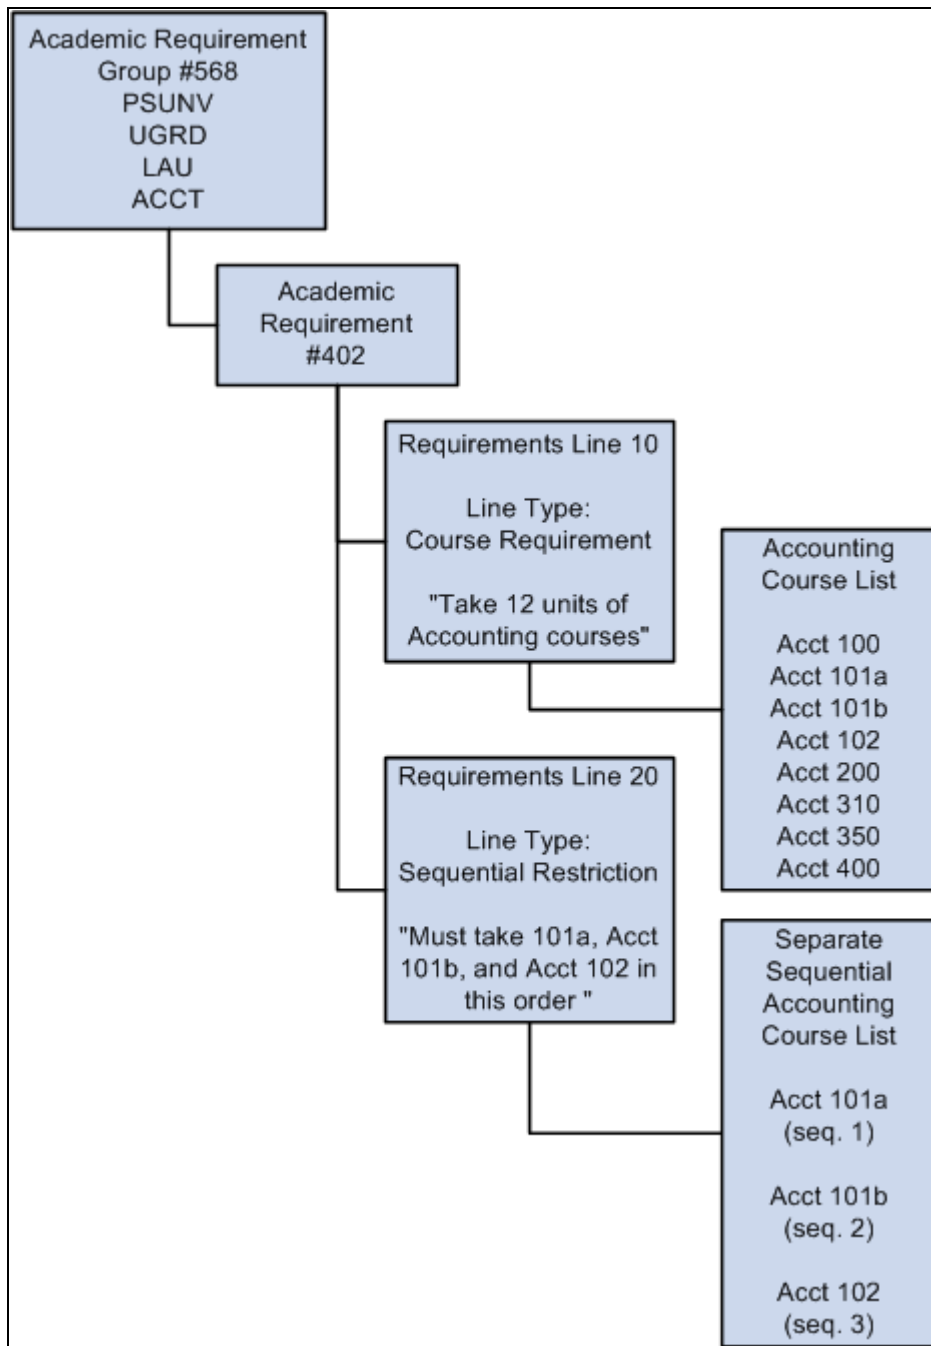 Academic Requirement
Group #568
PSUNV
UGRD
LAU
ACCT
Academic
Requirement
#402
Requirements Line 10
Line Type:
Course Requirement
"Take 12 units of
Accounting courses"
Accounting
Course List
Acct 100
Acct 101a
Acct 101b
Acct 102
Acct 200
Acct 310
Acct 350
Acct 400
Requirements Line 20
Line Type:
Sequential Restriction
"Must take 101a, Acct
101b, and Acct 102 in
this order "
Separate
Sequential
Accounting
Course List
Acct 101a
(seq. 1)
Acct 101b
(seq. 2)
Acct 102
(seq. 3)